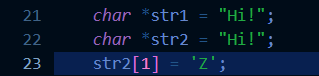 21 char *str1 = "Hi!";
22 char *str2 = "Hi!";
23 str2[1] = 'Z';